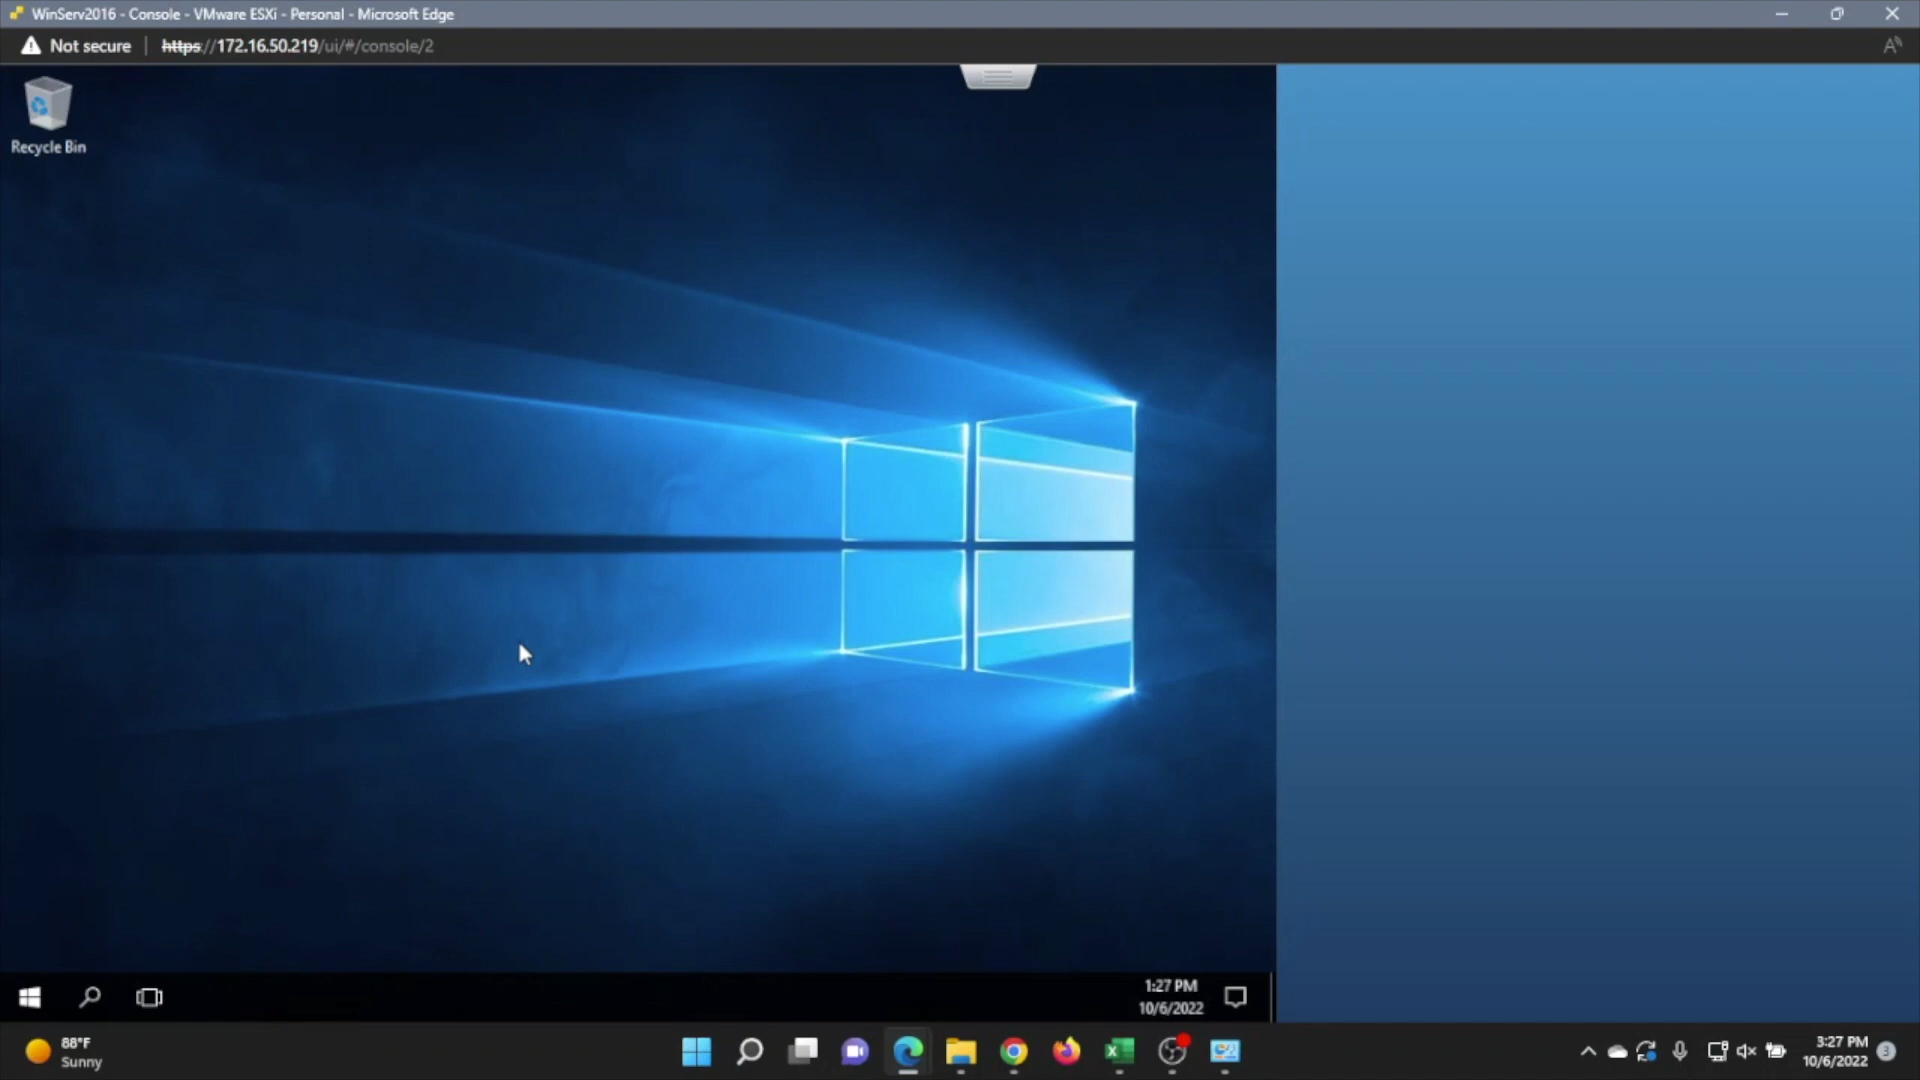 WinServ2016 - Console - VMware ESXi - Personal - Microsoft Edge
Not secure | https://172.16.50.219/ui/#/console/2
Recycle Bin
1:27 PM
10/6/2022
88°F
Sunny
3:27 PM
10/6/2022
3